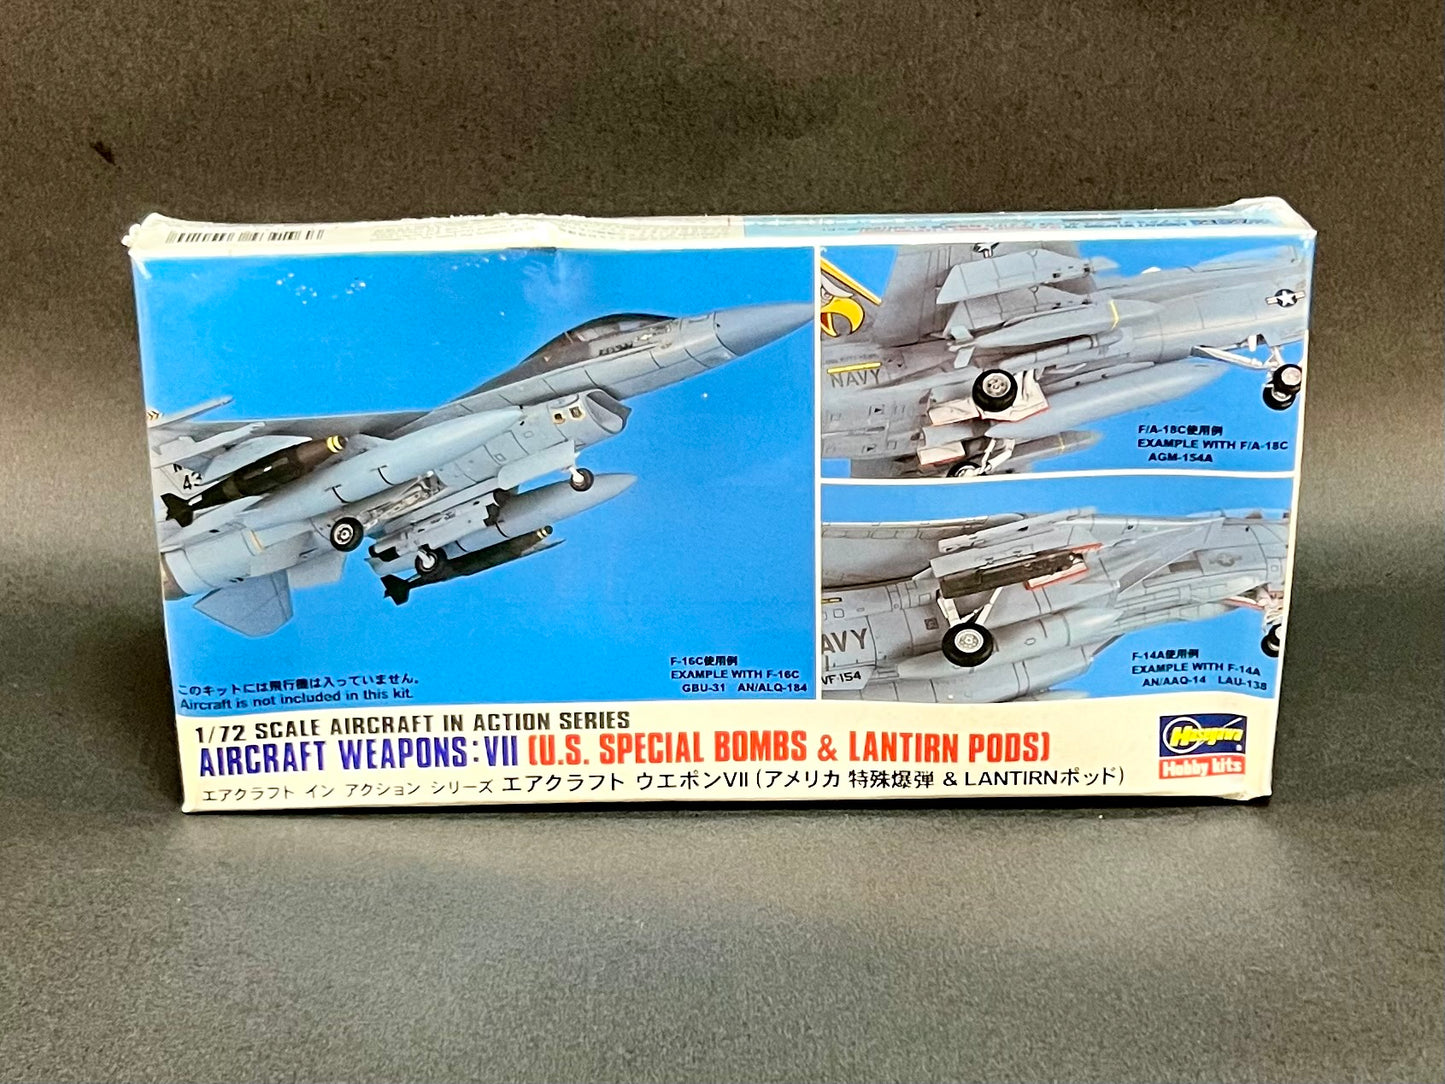 43
このキットには飛行機は入っていません。
Aircraft is not included in this kit.
F-16C使用例
EXAMPLE WITH F-16C
GBU-31 AN/ALQ-184
NAVY
F/A-18C使用例
EXAMPLE WITH F/A-18C
AGM-154A
AVY
VF-154
F-14A使用例
EXAMPLE WITH F-14A
AN/AAQ-14 LAU-138
1/72 SCALE AIRCRAFT IN ACTION SERIES
AIRCRAFT WEAPONS:VII (U.S. SPECIAL BOMBS & LANTIRN PODS)
エアクラフト イン アクション シリーズ エアクラフト ウエポンVII (アメリカ 特殊爆弾 & LANTIRNポッド)
Hasegawa
Hobby kits